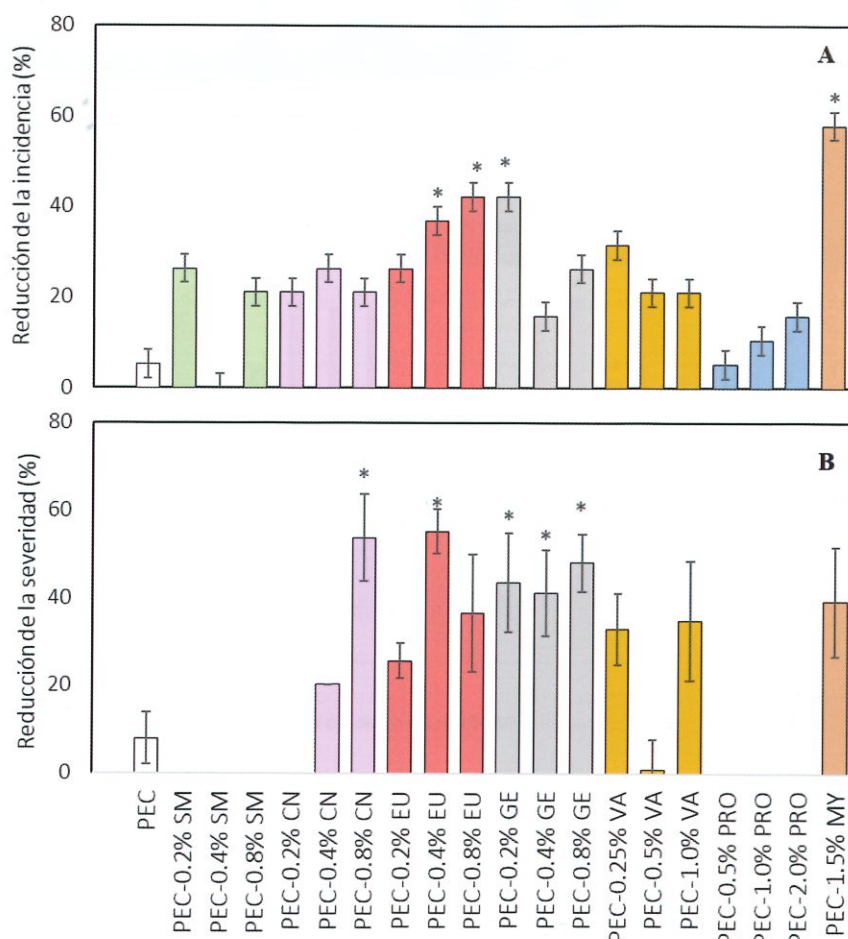 Reducción de la incidencia (%)
80
60
40
20
0
A
*
*
*
*
Reducción de la severidad (%)
80
60
40
20
0
B
*
*
*
*
*
PEC
PEC-0.2% SM
PEC-0.4% SM
PEC-0.8% SM
PEC-0.2% CN
PEC-0.4% CN
PEC-0.8% CN
PEC-0.2% EU
PEC-0.4% EU
PEC-0.8% EU
PEC-0.2% GE
PEC-0.4% GE
PEC-0.8% GE
PEC-0.25% VA
PEC-0.5% VA
PEC-1.0% VA
PEC-0.5% PRO
PEC-1.0% PRO
PEC-2.0% PRO
PEC-1.5% MY